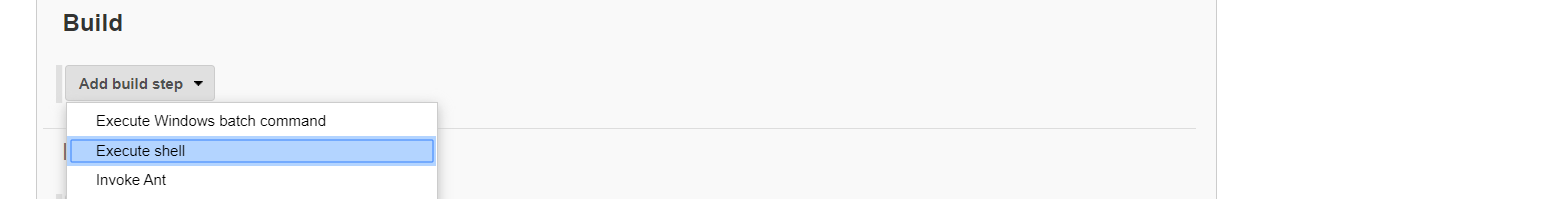 Build
Add build step
Execute Windows batch command
Execute shell
Invoke Ant